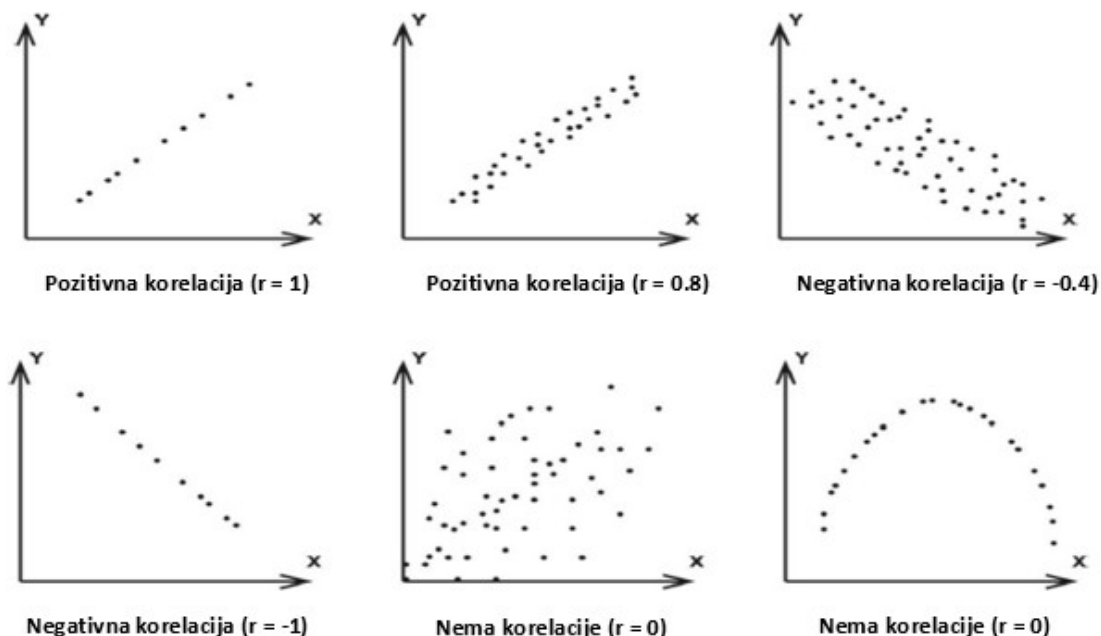 Y Y Y
X X X
Pozitivna korelacija (r = 1) Pozitivna korelacija (r = 0.8) Negativna korelacija (r = -0.4)
Y Y Y
X X X
Negativna korelacija (r = -1) Nema korelacije (r = 0) Nema korelacije (r = 0)